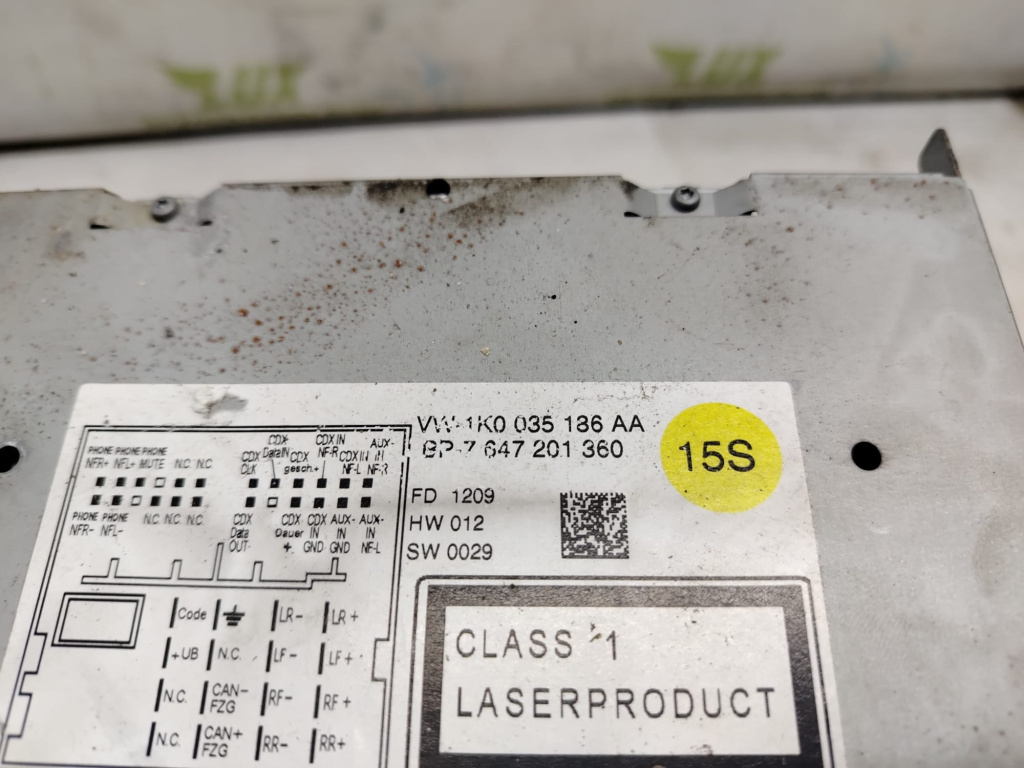 LUX
LUX
VW-1K0 035 186 AA
BP-7 647 201 360
15S
FD 1209
HW 012
SW 0029
PHONE PHONE PHONE
NFR+ NFL+ MUTE N.C. N.C.
CDX CLK
CDX- DataIN
CDX gesch.+
CDX IN NF-R
CDX IN NF-L
AUX- IN NF-R
PHONE PHONE
NFR- NFL-
N.C. N.C. N.C.
CDX Data OUT
CDX Dauer +
CDX IN GND
AUX- IN GND
AUX- IN NF-L
Code LR- LR+
+UB N.C. LF- LF+
N.C. CAN- FZG RF- RF+
N.C. CAN+ FZG RR- RR+
CLASS 1
LASERPRODUCT